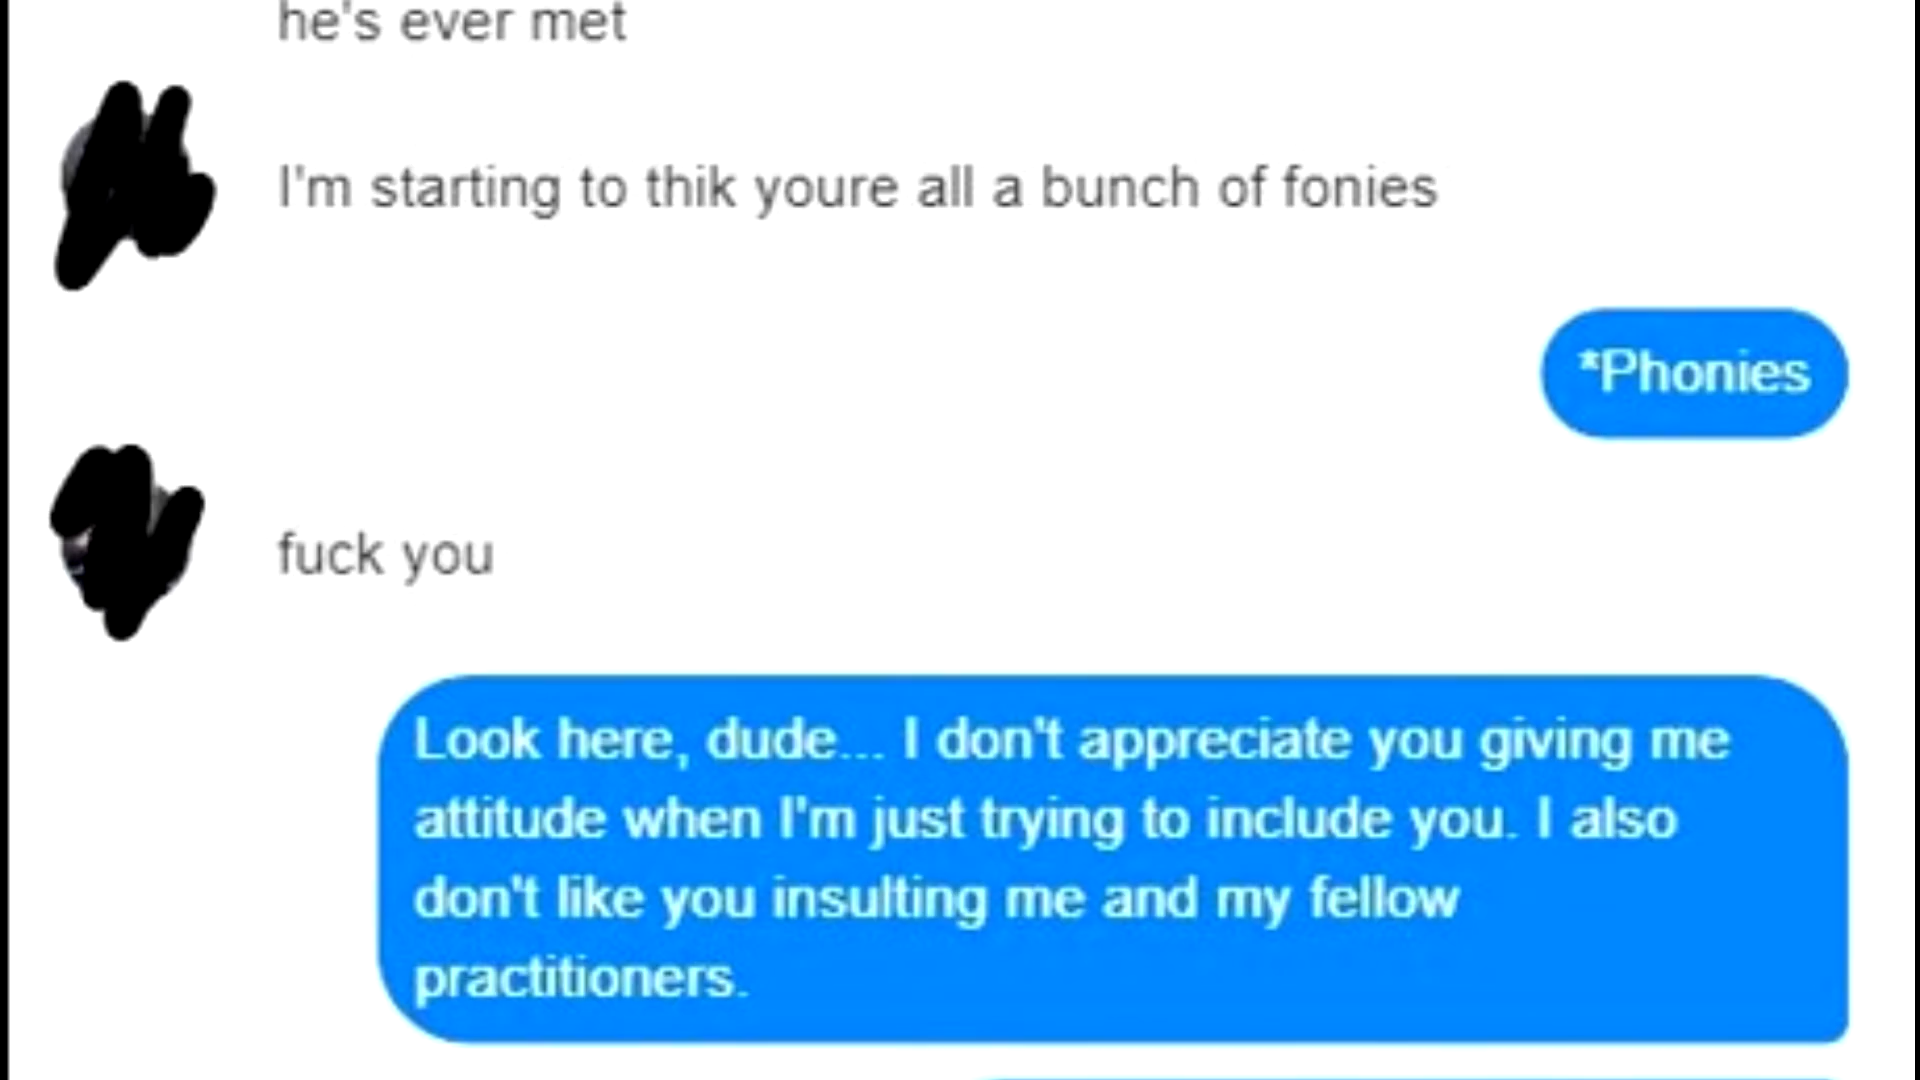 he's ever met
I'm starting to thik youre all a bunch of fonies
*Phonies
fuck you
Look here, dude... I don't appreciate you giving me
attitude when I'm just trying to include you. I also
don't like you insulting me and my fellow
practitioners.